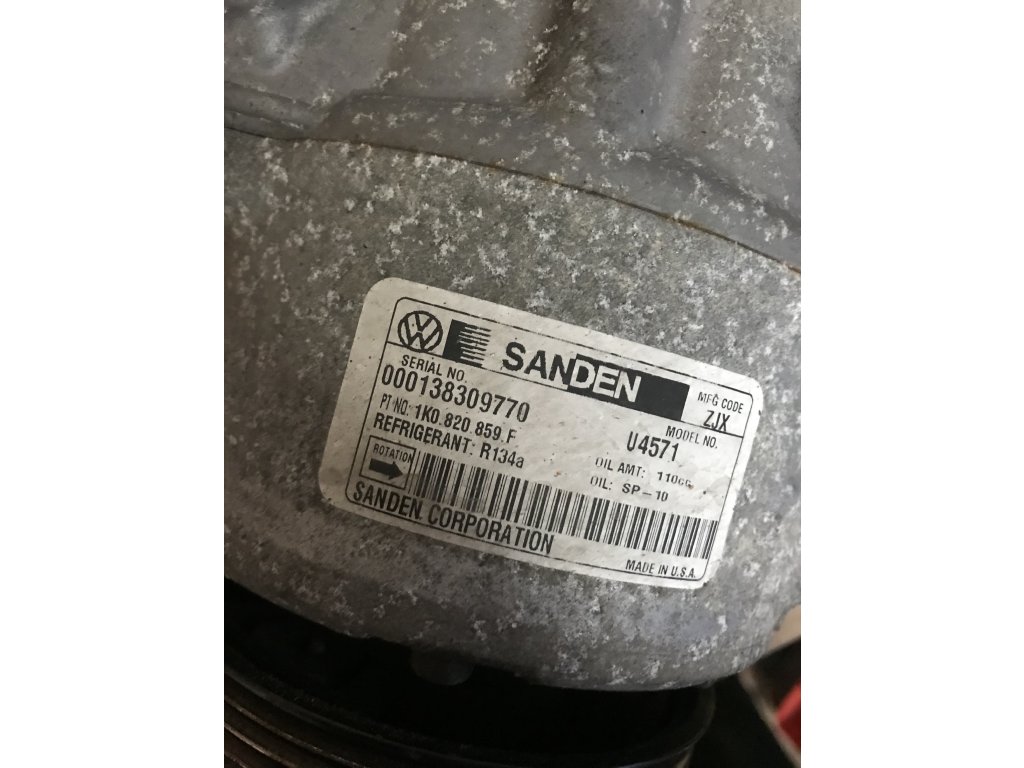 SANDEN
MFG CODE
ZJX
SERIAL NO.
000138309770
MODEL NO.
U4571
PT NO: 1K0.820.859.F
REFRIGERANT: R134a
OIL AMT: 110cc
OIL: SP-10
ROTATION
SANDEN CORPORATION
MADE IN U.S.A.